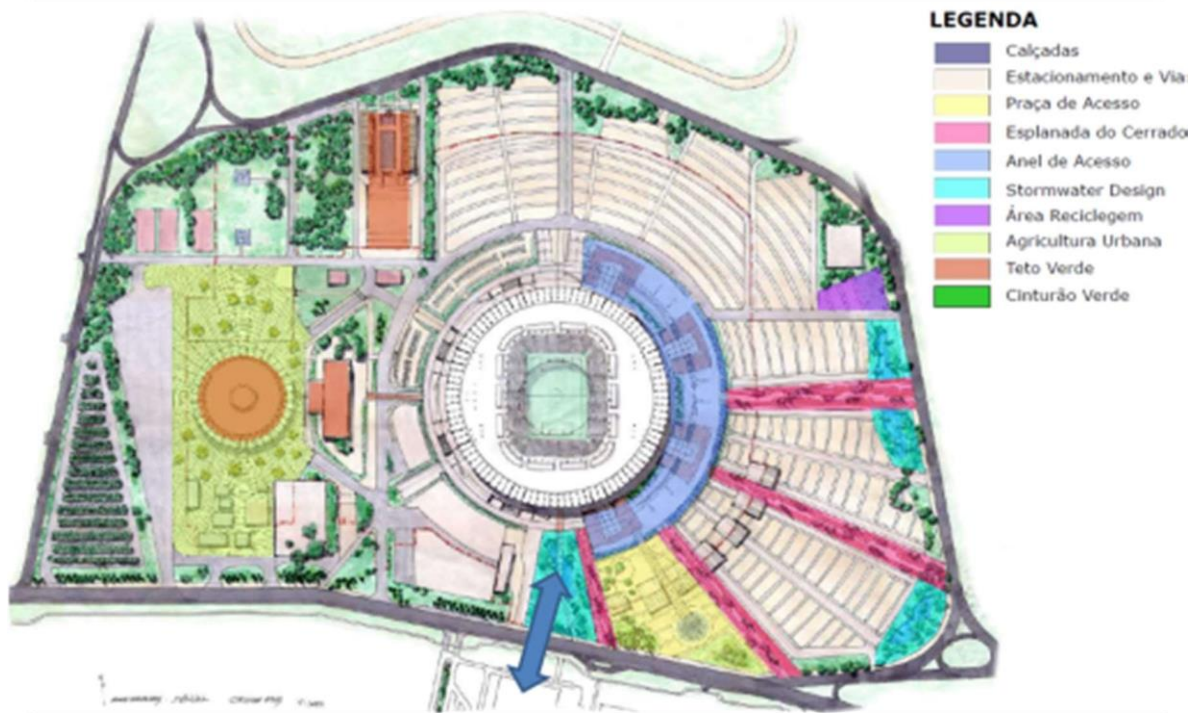 LEGENDA
Calçadas
Estacionamento e Via
Praça de Acesso
Esplanada do Cerrado
Anel de Acesso
Stormwater Design
Área Reciclegem
Agricultura Urbana
Teto Verde
Cinturão Verde